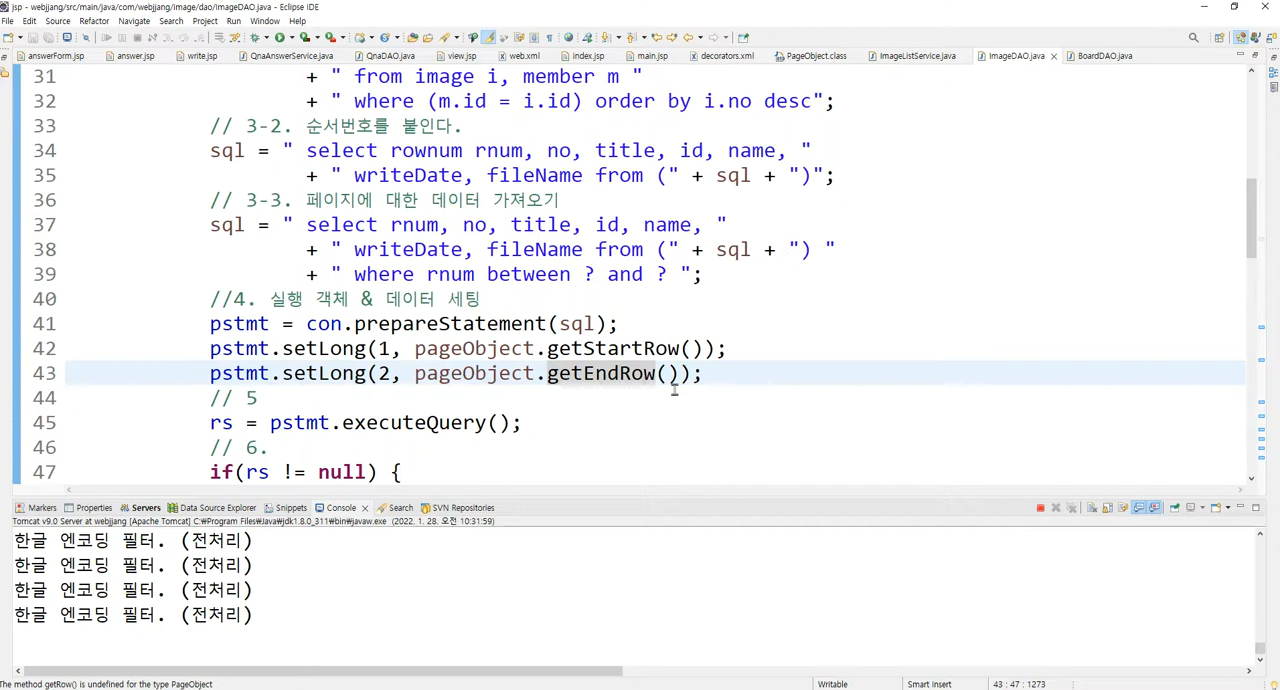 jsp - webjjang/src/main/java/com/webjjang/image/dao/ImageDAO.java - Eclipse IDE
File Edit Source Refactor Navigate Search Project Run Window Help
answerForm.jsp answer.jsp write.jsp QnaAnswerService.java QnaDAO.java view.jsp web.xml index.jsp main.jsp decorators.xml PageObject.class ImageListService.java ImageDAO.java BoardDAO.java
31 + " from image i, member m "
32 + " where (m.id = i.id) order by i.no desc";
33 // 3-2. 순서번호를 붙인다.
34 sql = " select rownum rnum, no, title, id, name, "
35 + " writeDate, fileName from (" + sql + ")";
36 // 3-3. 페이지에 대한 데이터 가져오기
37 sql = " select rnum, no, title, id, name, "
38 + " writeDate, fileName from (" + sql + ") "
39 + " where rnum between ? and ? ";
40 //4. 실행 객체 & 데이터 세팅
41 pstmt = con.prepareStatement(sql);
42 pstmt.setLong(1, pageObject.getStartRow());
43 pstmt.setLong(2, pageObject.getEndRow());
44 // 5
45 rs = pstmt.executeQuery();
46 // 6.
47 if(rs != null) {
Markers Properties Servers Data Source Explorer Snippets Console Search SVN Repositories
Tomcat v9.0 Server at webjjang [Apache Tomcat] C:₩Program Files₩Java₩jdk1.8.0_311₩bin₩javaw.exe (2022. 1. 28. 오전 10:31:59)
한글 엔코딩 필터. (전처리)
한글 엔코딩 필터. (전처리)
한글 엔코딩 필터. (전처리)
한글 엔코딩 필터. (전처리)
The method getRow() is undefined for the type PageObject Writable Smart Insert 43 : 47 : 1273